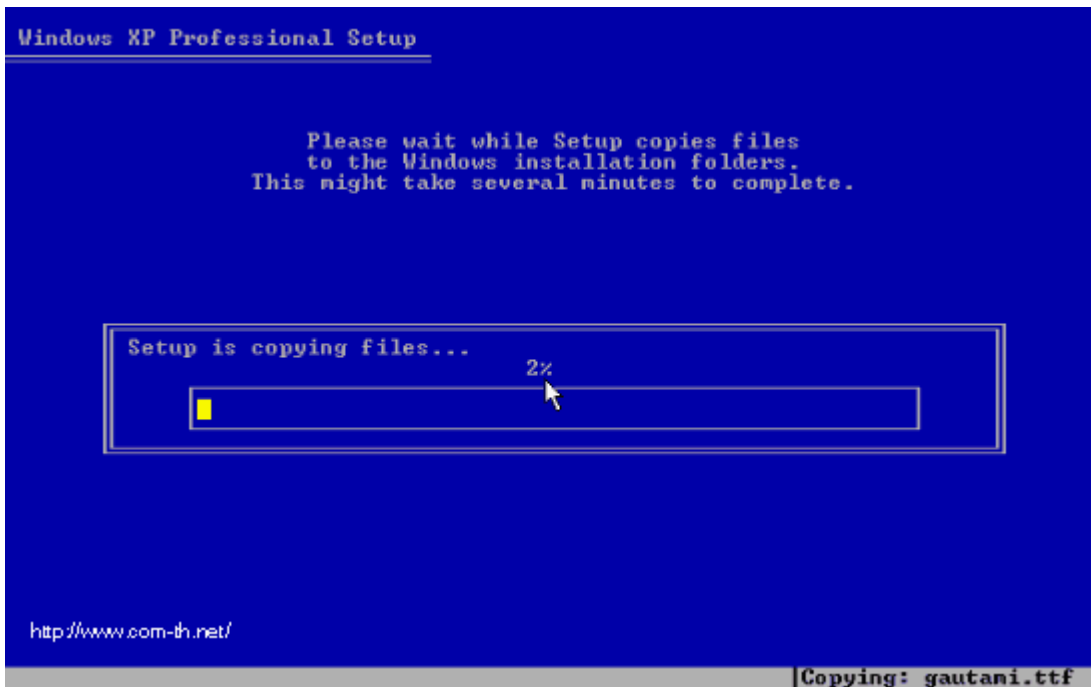 Windows XP Professional Setup
Please wait while Setup copies files
to the Windows installation folders.
This might take several minutes to complete.
Setup is copying files...
2%
http://www.com-th.net/
Copying: gautami.ttf